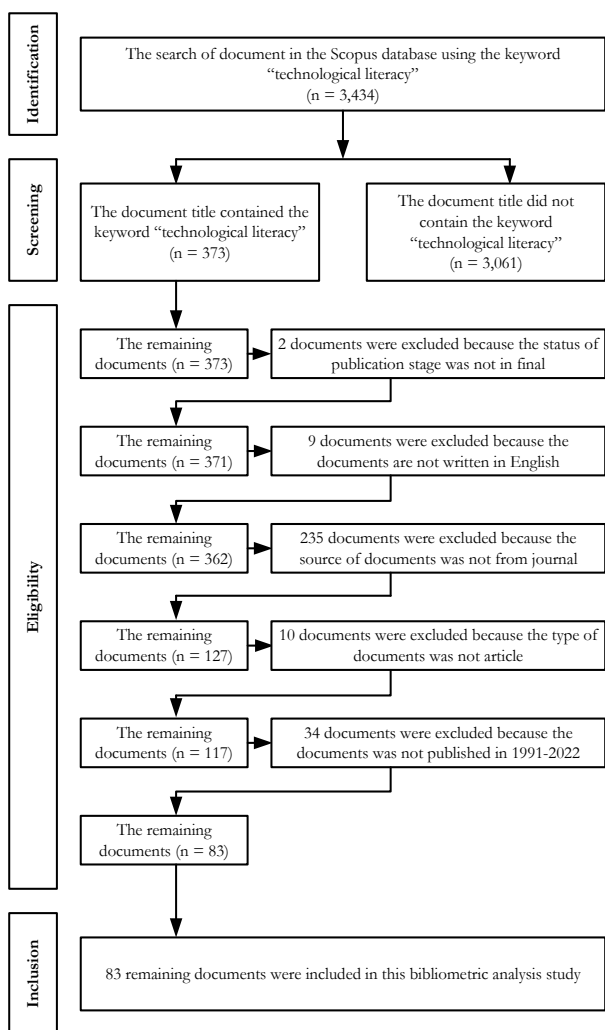 Identification
The search of document in the Scopus database using the keyword
“technological literacy”
(n = 3,434)
Screening
The document title contained the
keyword “technological literacy”
(n = 373)
The document title did not
contain the keyword
“technological literacy”
(n = 3,061)
Eligibility
The remaining
documents (n = 373)
2 documents were excluded because the status of
publication stage was not in final
The remaining
documents (n = 371)
9 documents were excluded because the
documents are not written in English
The remaining
documents (n = 362)
235 documents were excluded because the
source of documents was not from journal
The remaining
documents (n = 127)
10 documents were excluded because the type of
documents was not article
The remaining
documents (n = 117)
34 documents were excluded because the
documents was not published in 1991-2022
The remaining
documents (n = 83)
Inclusion
83 remaining documents were included in this bibliometric analysis study